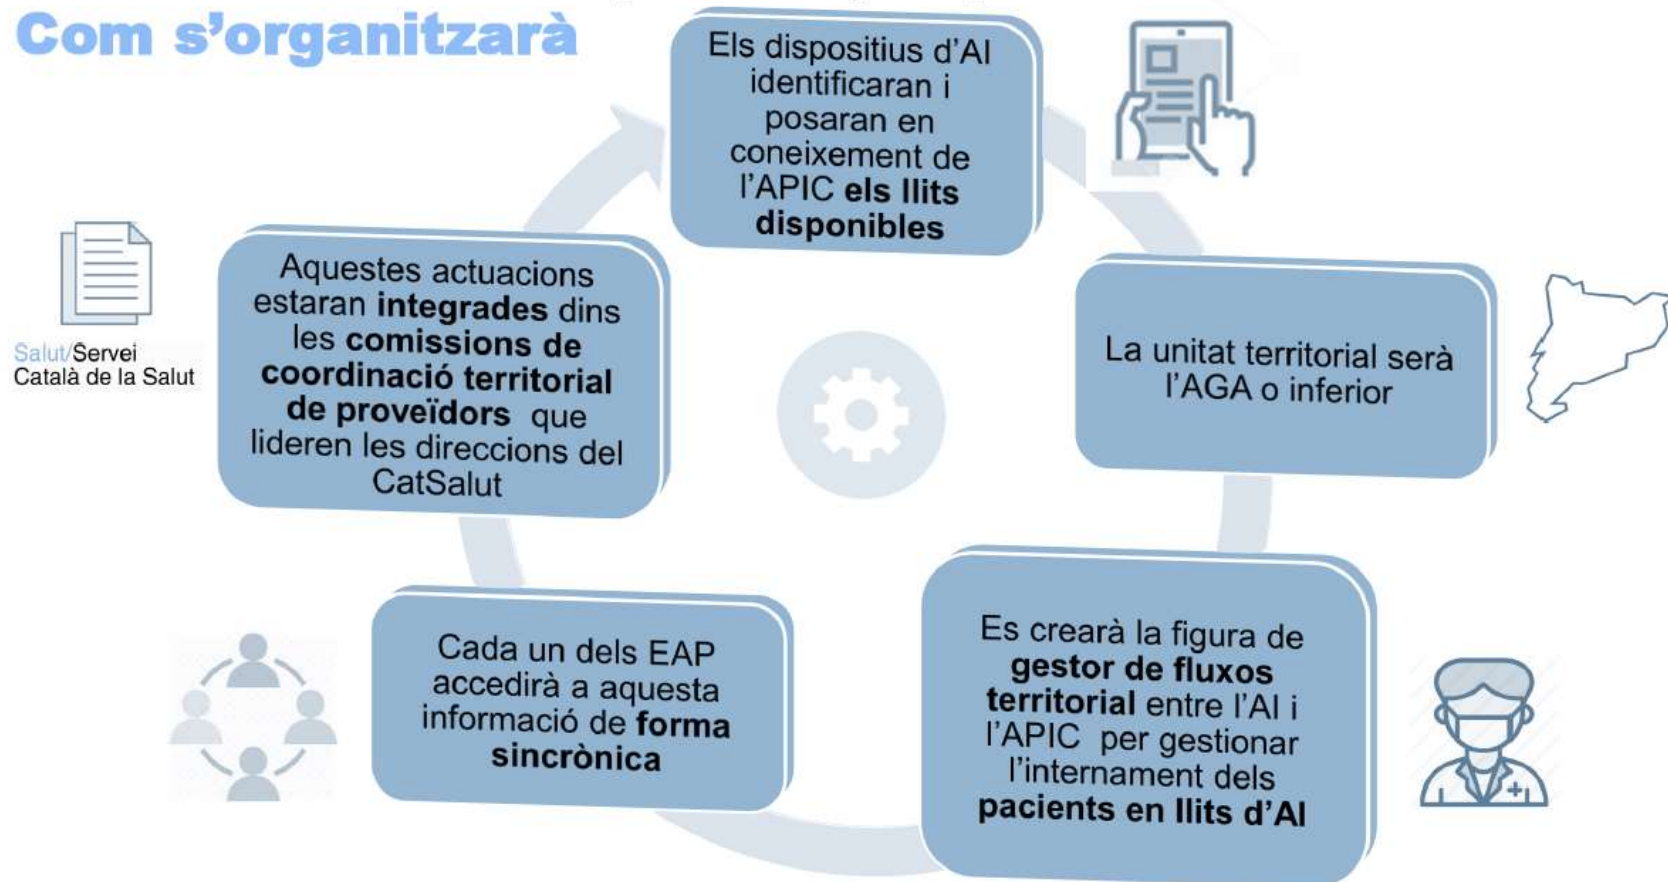 Com s’organitzarà
Els dispositius d’AI
identificaran i
posaran en
coneixement de
l’APIC els llits
disponibles
La unitat territorial serà
l’AGA o inferior
Es crearà la figura de
gestor de fluxos
territorial entre l’AI i
l’APIC per gestionar
l’internament dels
pacients en llits d’AI
Cada un dels EAP
accedirà a aquesta
informació de forma
sincrònica
Aquestes actuacions
estaran integrades dins
les comissions de
coordinació territorial
de proveïdors que
lideren les direccions del
CatSalut
Salut/Servei
Català de la Salut